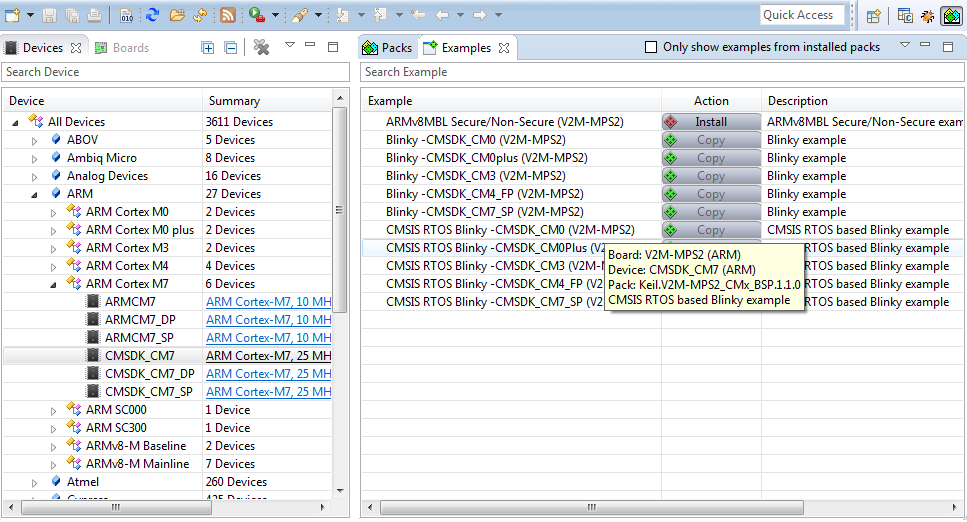 Quick Access
Devices
Boards
Search Device
Device Summary
All Devices 3611 Devices
ABOV 5 Devices
Ambiq Micro 8 Devices
Analog Devices 16 Devices
ARM 27 Devices
ARM Cortex M0 2 Devices
ARM Cortex M0 plus 2 Devices
ARM Cortex M3 2 Devices
ARM Cortex M4 2 Devices
ARM Cortex M7 6 Devices
ARMCM7 ARM Cortex-M7, 10 MH
ARMCM7_DP ARM Cortex-M7, 10 MH
ARMCM7_SP ARM Cortex-M7, 10 MH
CMSDK_CM7 ARM Cortex-M7, 25 MH
CMSDK_CM7_DP ARM Cortex-M7, 25 MH
CMSDK_CM7_SP ARM Cortex-M7, 25 MH
ARM SC000 1 Device
ARM SC300 1 Device
ARMv8-M Baseline 2 Devices
ARMv8-M Mainline 7 Devices
Atmel 260 Devices
Packs
Examples
Only show examples from installed packs
Search Example
Example Action Description
ARMv8MBL Secure/Non-Secure (V2M-MPS2) Install ARMv8MBL Secure/Non-Secure exam
Blinky -CMSDK_CM0 (V2M-MPS2) Copy Blinky example
Blinky -CMSDK_CM0plus (V2M-MPS2) Copy Blinky example
Blinky -CMSDK_CM3 (V2M-MPS2) Copy Blinky example
Blinky -CMSDK_CM4_FP (V2M-MPS2) Copy Blinky example
Blinky -CMSDK_CM7_SP (V2M-MPS2) Copy Blinky example
CMSIS RTOS Blinky -CMSDK_CM0 (V2M-MPS2) Copy CMSIS RTOS based Blinky example
CMSIS RTOS Blinky -CMSDK_CM0Plus (V2 RTOS based Blinky example
CMSIS RTOS Blinky -CMSDK_CM3 (V2M-M RTOS based Blinky example
CMSIS RTOS Blinky -CMSDK_CM4_FP (V2 RTOS based Blinky example
CMSIS RTOS Blinky -CMSDK_CM7_SP (V2 RTOS based Blinky example
Board: V2M-MPS2 (ARM)
Device: CMSDK_CM7 (ARM)
Pack: Keil.V2M-MPS2_CMx_BSP.1.1.0
CMSIS RTOS based Blinky example